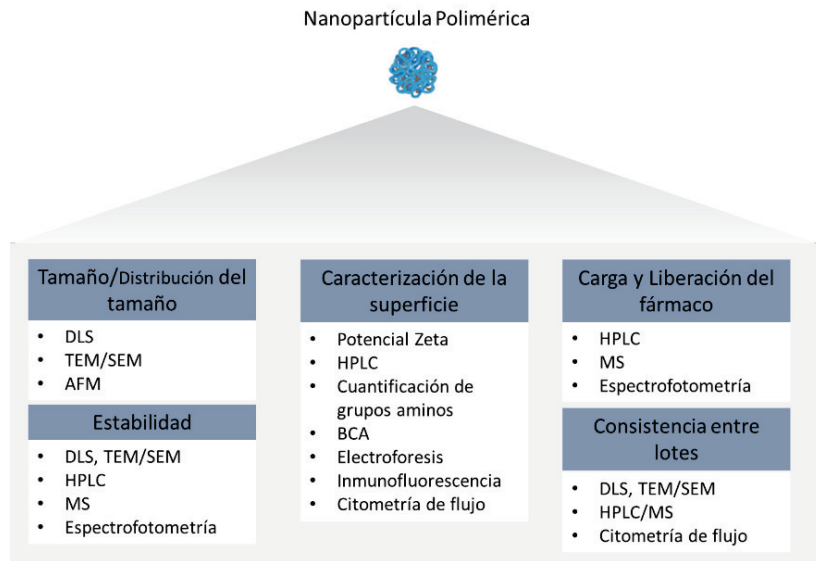 Nanopartícula Polimérica
Tamaño/Distribución del
tamaño
• DLS
• TEM/SEM
• AFM
Estabilidad
• DLS, TEM/SEM
• HPLC
• MS
• Espectrofotometría
Caracterización de la
superficie
• Potencial Zeta
• HPLC
• Cuantificación de
grupos aminos
• BCA
• Electroforesis
• Inmunofluorescencia
• Citometría de flujo
Carga y Liberación del
fármaco
• HPLC
• MS
• Espectrofotometría
Consistencia entre
lotes
• DLS, TEM/SEM
• HPLC/MS
• Citometría de flujo